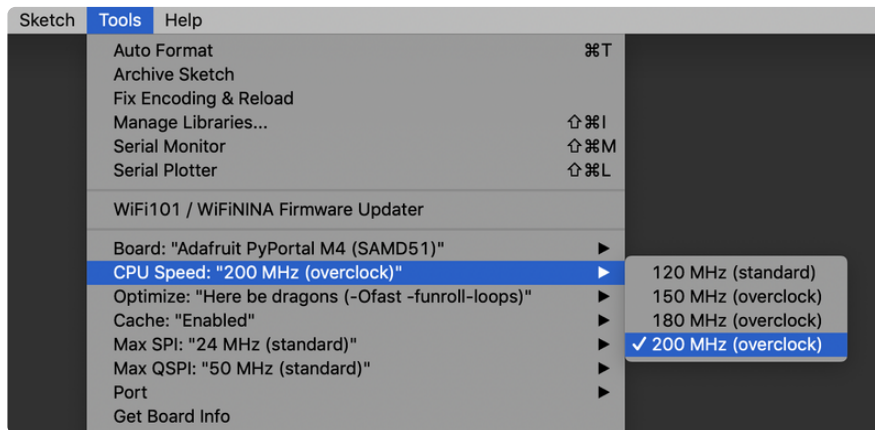 Sketch Tools Help
Auto Format ⌘T
Archive Sketch
Fix Encoding & Reload
Manage Libraries... ⇧⌘I
Serial Monitor ⇧⌘M
Serial Plotter ⇧⌘L
WiFi101 / WiFiNINA Firmware Updater
Board: "Adafruit PyPortal M4 (SAMD51)"
CPU Speed: "200 MHz (overclock)"
Optimize: "Here be dragons (-Ofast -funroll-loops)"
Cache: "Enabled"
Max SPI: "24 MHz (standard)"
Max QSPI: "50 MHz (standard)"
Port
Get Board Info
120 MHz (standard)
150 MHz (overclock)
180 MHz (overclock)
✓ 200 MHz (overclock)